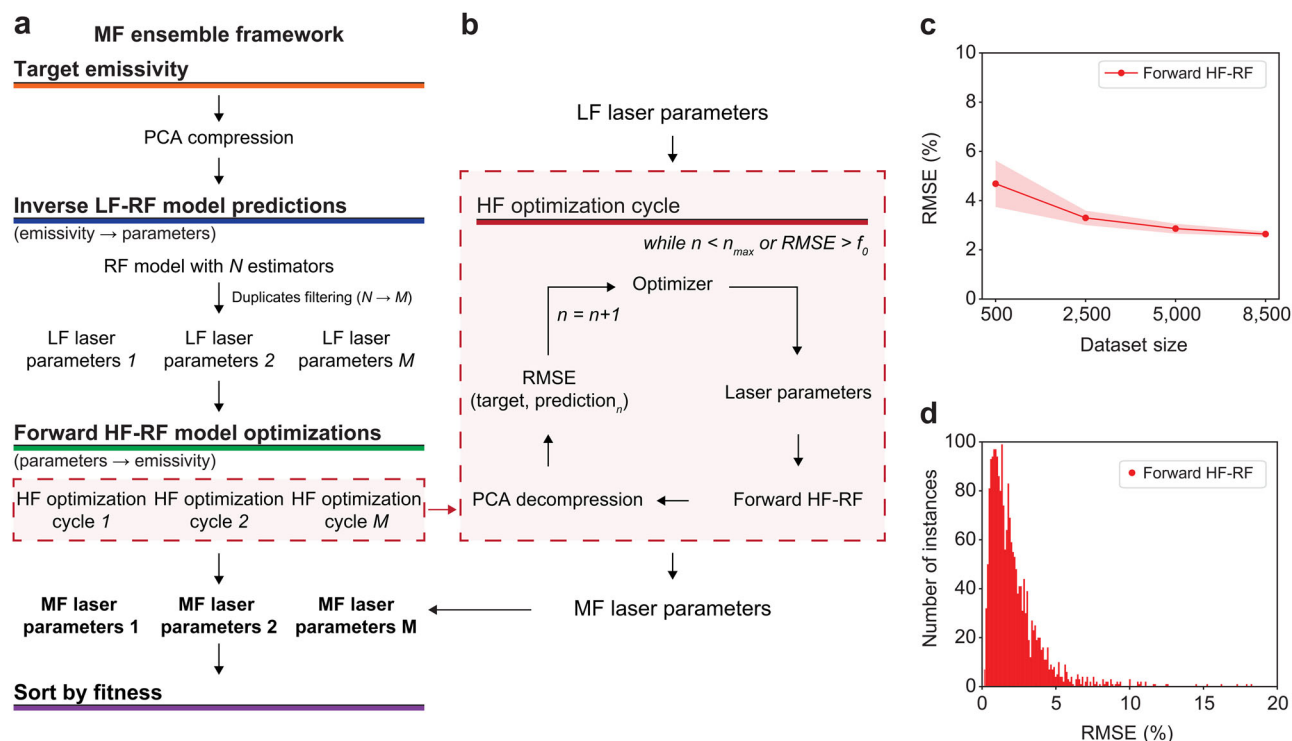 a
MF ensemble framework
Target emissivity
PCA compression
Inverse LF-RF model predictions
(emissivity → parameters)
RF model with N estimators
Duplicates filtering (N → M)
LF laser parameters 1
LF laser parameters 2
LF laser parameters M
Forward HF-RF model optimizations
(parameters → emissivity)
HF optimization cycle 1
HF optimization cycle 2
HF optimization cycle M
MF laser parameters 1
MF laser parameters 2
MF laser parameters M
Sort by fitness
b
LF laser parameters
HF optimization cycle
while n < n_max or RMSE > f_0
Optimizer
n = n+1
RMSE
(target, prediction_n)
Laser parameters
PCA decompression
Forward HF-RF
MF laser parameters
c
Forward HF-RF
RMSE (%)
10
8
6
4
2
0
500 2,500 5,000 8,500
Dataset size
d
Forward HF-RF
Number of instances
100
80
60
40
20
0
0 5 10 15 20
RMSE (%)